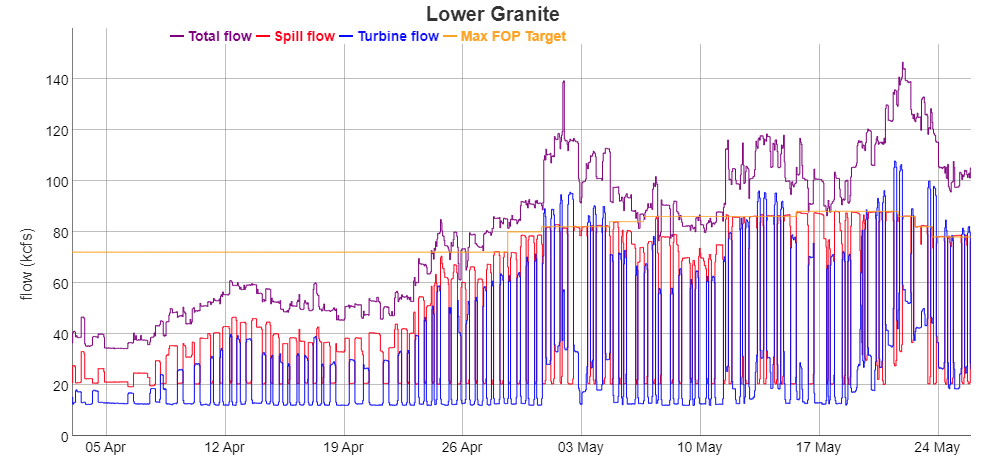 Lower Granite
Total flow Spill flow Turbine flow Max FOP Target
flow (kcfs)
140
120
100
80
60
40
20
0
05 Apr 12 Apr 19 Apr 26 Apr 03 May 10 May 17 May 24 May